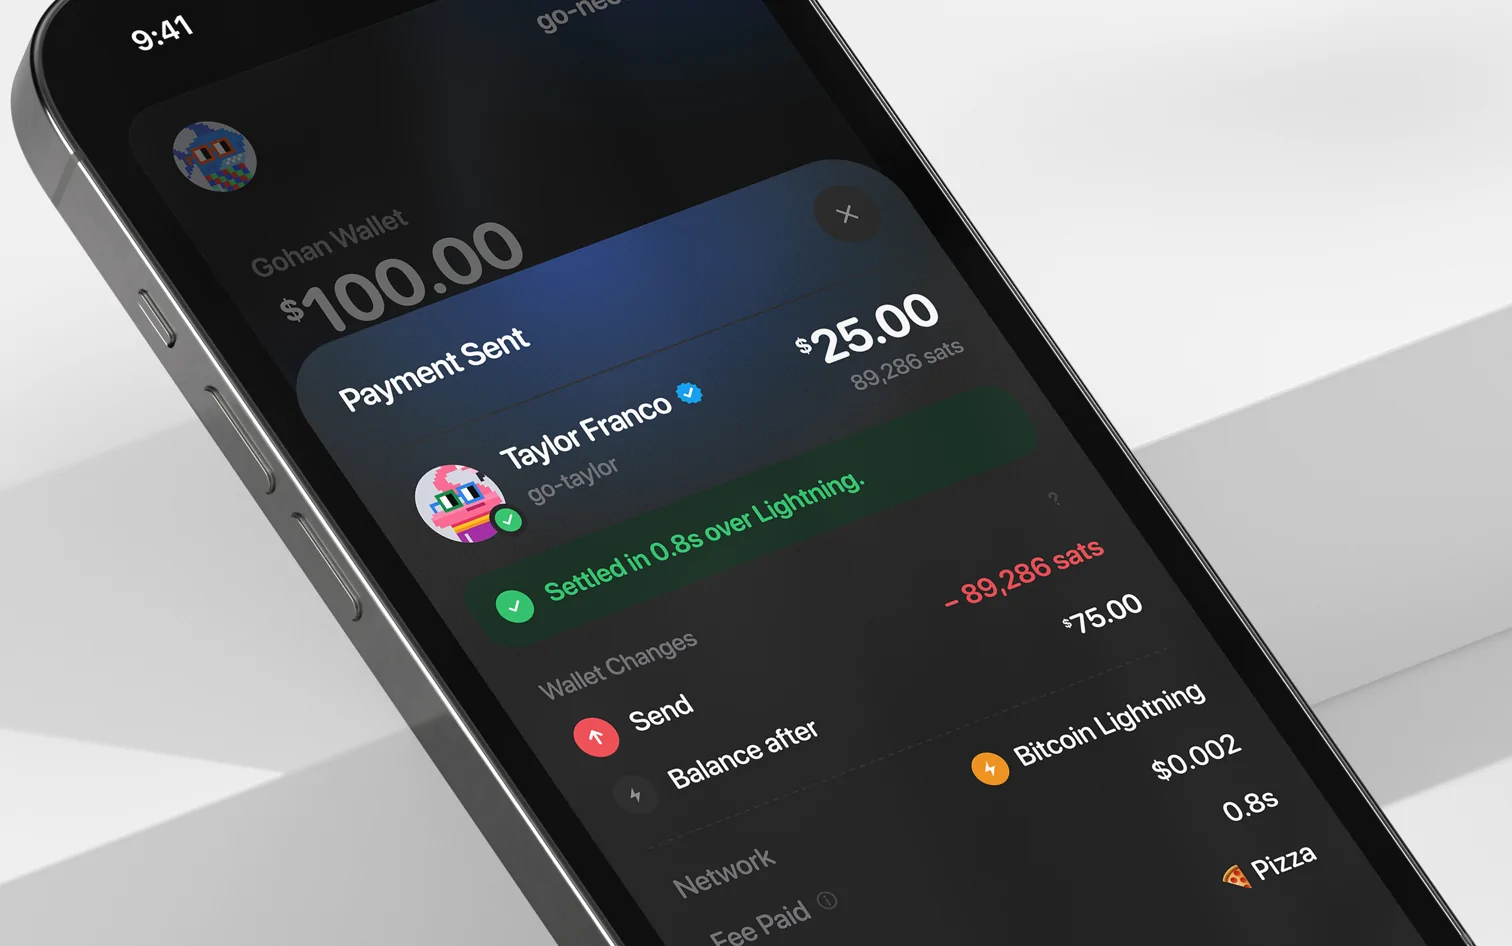 9:41
Gohan Wallet
$100.00
Payment Sent
Taylor Franco
go-taylor
$25.00
89,286 sats
Settled in 0.8s over Lightning.
Wallet Changes
?
Send
– 89,286 sats
Balance after
$75.00
Network
Bitcoin Lightning
Fee Paid
$0.002
0.8s
🍕 Pizza